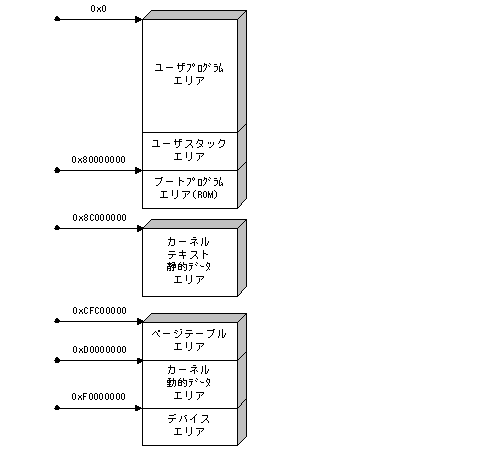 0x0
ユーザプログラム
エリア
ユーザスタック
エリア
0x80000000
ブートプログラム
エリア(ROM)
0x8C000000
カーネル
テキスト
静的データ
エリア
0xCFC00000
ページテーブル
エリア
0xD0000000
カーネル
動的データ
エリア
0xF0000000
デバイス
エリア